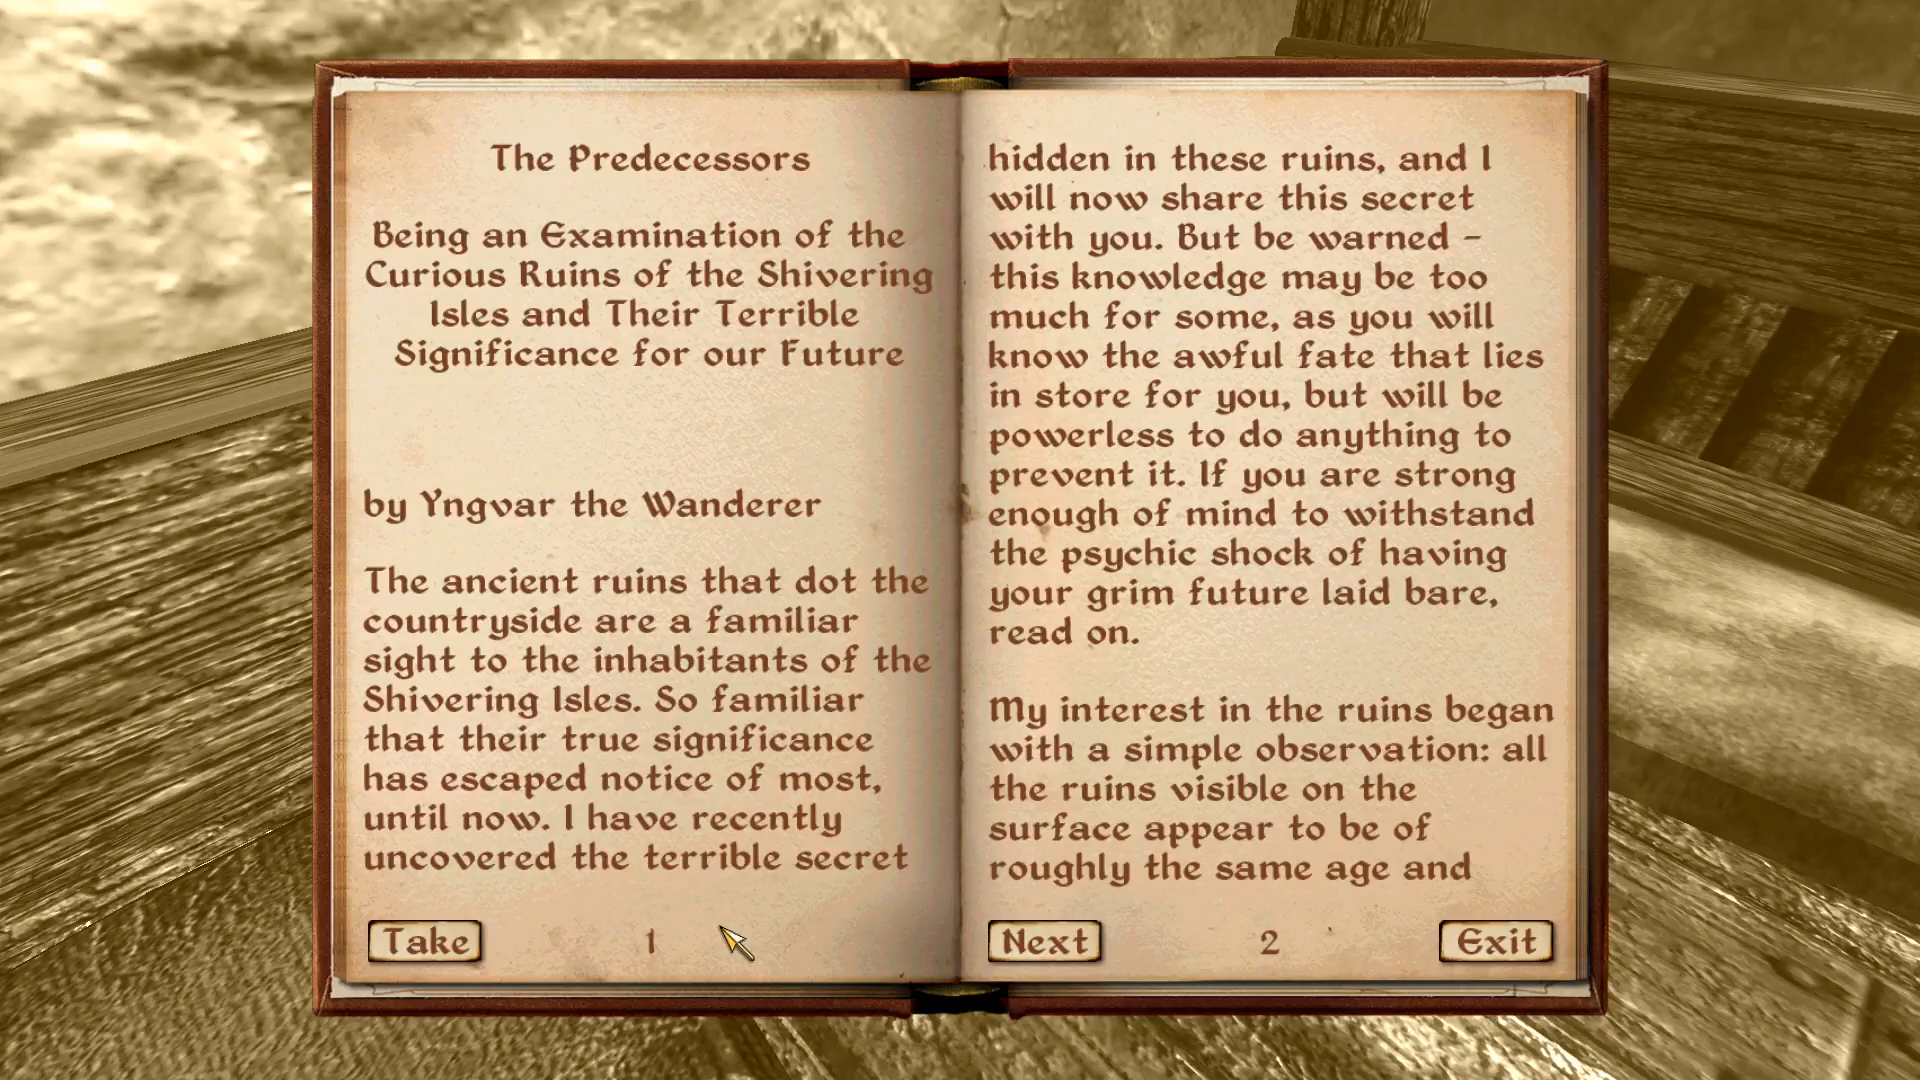 The Predecessors
Being an Examination of the
Curious Ruins of the Shivering
Isles and Their Terrible
Significance for our Future
by Yngvar the Wanderer
The ancient ruins that dot the
countryside are a familiar
sight to the inhabitants of the
Shivering Isles. So familiar
that their true significance
has escaped notice of most,
until now. I have recently
uncovered the terrible secret
Take
1
hidden in these ruins, and I
will now share this secret
with you. But be warned -
this knowledge may be too
much for some, as you will
know the awful fate that lies
in store for you, but will be
powerless to do anything to
prevent it. If you are strong
enough of mind to withstand
the psychic shock of having
your grim future laid bare,
read on.
My interest in the ruins began
with a simple observation: all
the ruins visible on the
surface appear to be of
roughly the same age and
Next
2
Exit